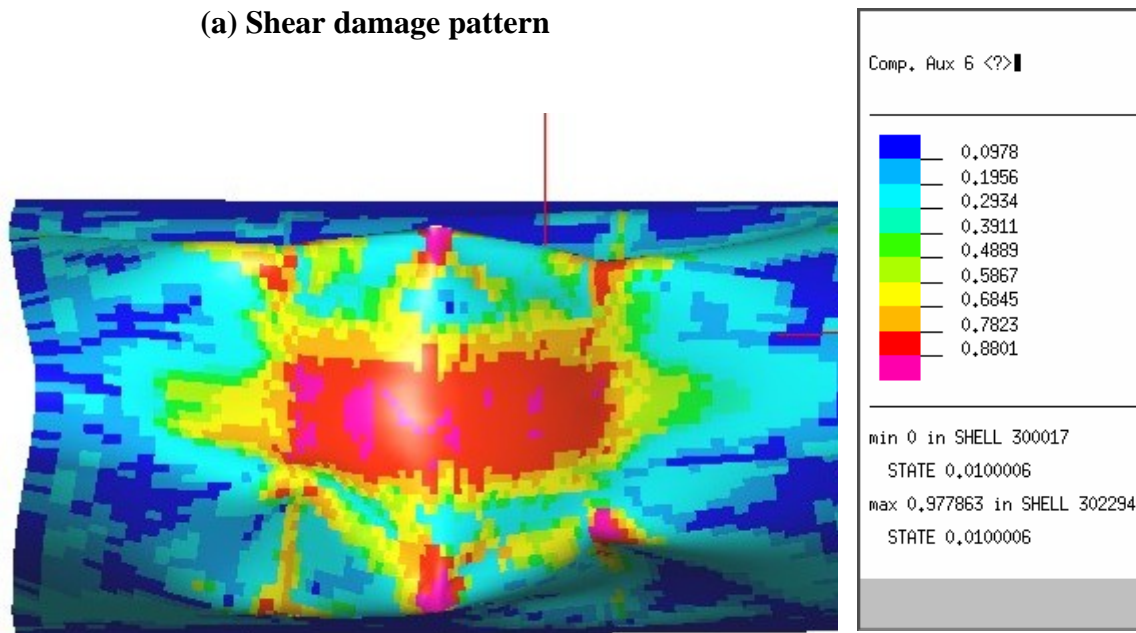 (a) Shear damage pattern
Comp. Aux 6 <?>
0.0978
0.1956
0.2934
0.3911
0.4889
0.5867
0.6845
0.7823
0.8801
min 0 in SHELL 300017
STATE 0.0100006
max 0.977863 in SHELL 302294
STATE 0.0100006